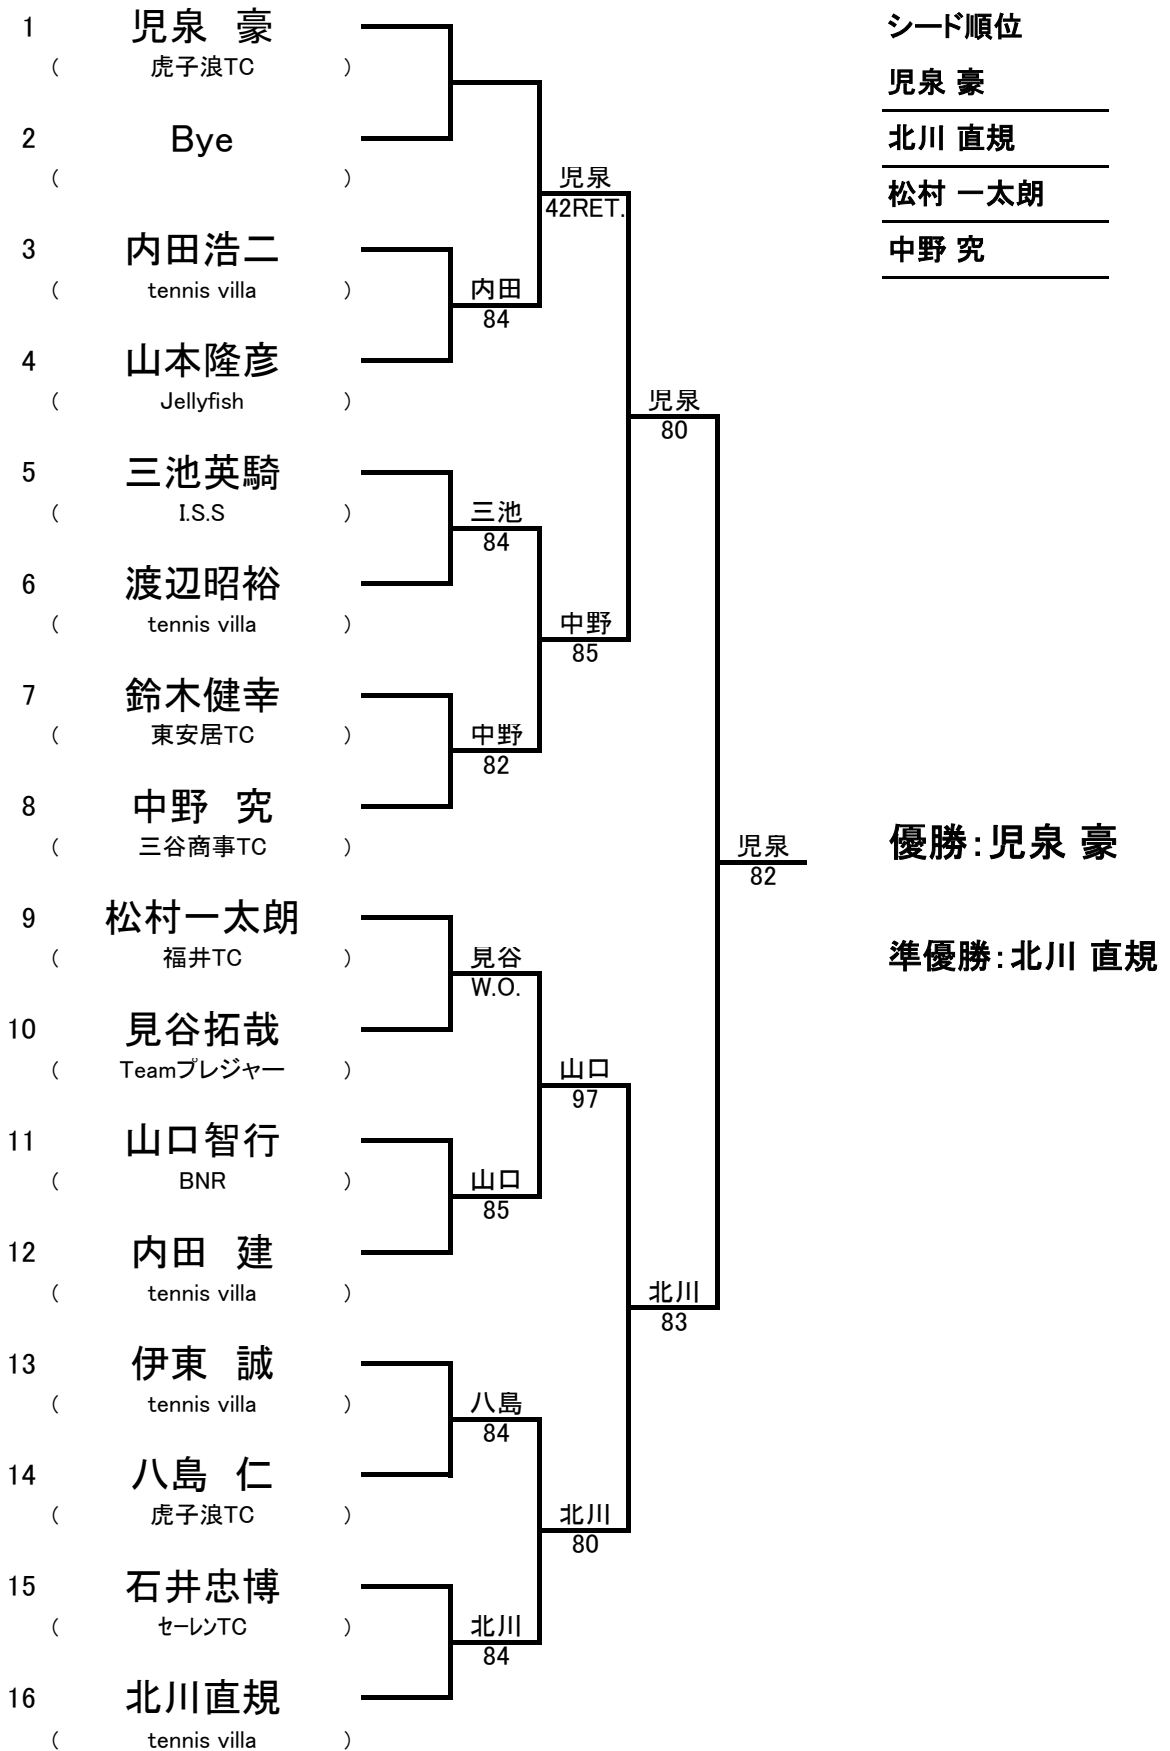 1 児泉 豪
( 虎子浪TC )
2 Bye
( )
3 内田浩二
( tennis villa )
4 山本隆彦
( Jellyfish )
5 三池英騎
( I.S.S )
6 渡辺昭裕
( tennis villa )
7 鈴木健幸
( 東安居TC )
8 中野 究
( 三谷商事TC )
9 松村一太朗
( 福井TC )
10 見谷拓哉
( Teamプレジャー )
11 山口智行
( BNR )
12 内田 建
( tennis villa )
13 伊東 誠
( tennis villa )
14 八島 仁
( 虎子浪TC )
15 石井忠博
( セーレンTC )
16 北川直規
( tennis villa )
内田
84
三池
84
中野
82
見谷
W.O.
山口
85
八島
84
北川
84
児泉
42RET.
中野
85
山口
97
北川
80
児泉
80
北川
83
児泉
82
シード順位
児泉 豪
北川 直規
松村 一太朗
中野 究
優勝:児泉 豪
準優勝:北川 直規